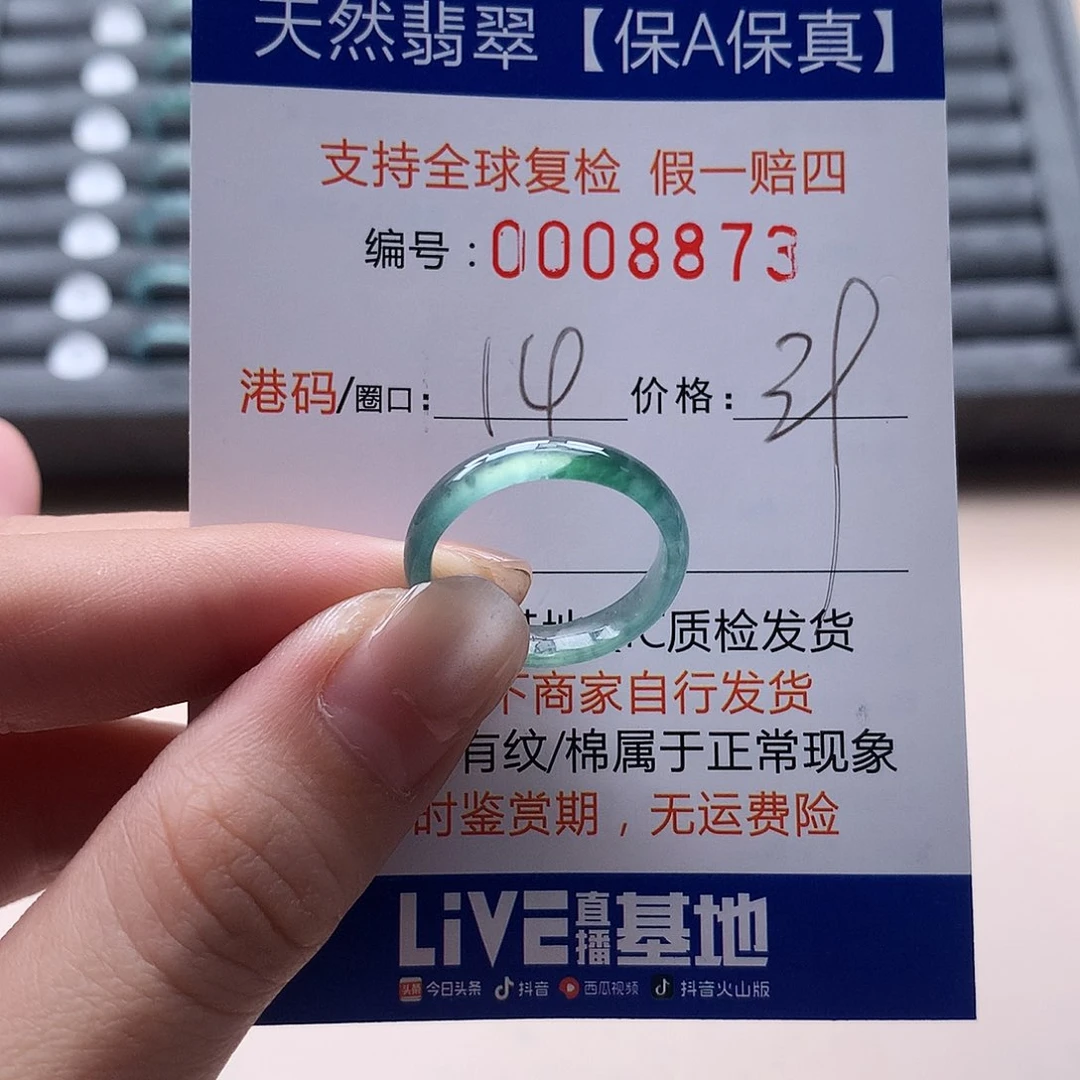 天然翡翠【保A保真】
支持全球复检 假一赔四
编号：0008873
港码/圈口：14 价格：
质检发货
商家自行发货
有纹/棉属于正常现象
时鉴赏期，无运费险
LiVE直播基地
头条 今日头条 抖音 西瓜视频 抖音火山版